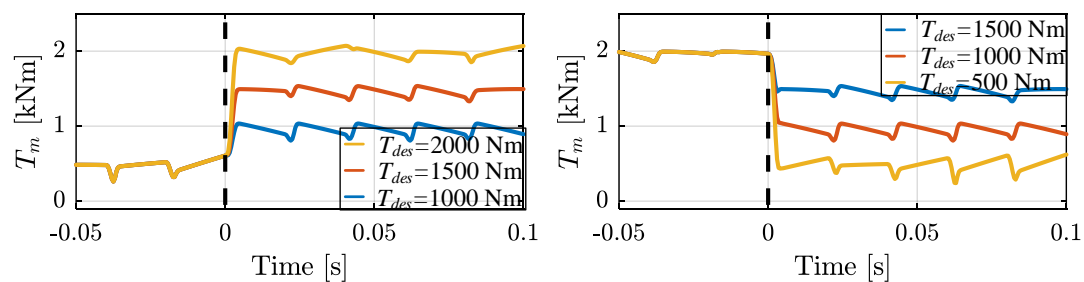 T_m [kNm]
2
1
0
T_des=2000 Nm
T_des=1500 Nm
T_des=1000 Nm
-0.05
0
0.05
0.1
Time [s]
T_m [kNm]
2
1
0
T_des=1500 Nm
T_des=1000 Nm
T_des=500 Nm
-0.05
0
0.05
0.1
Time [s]